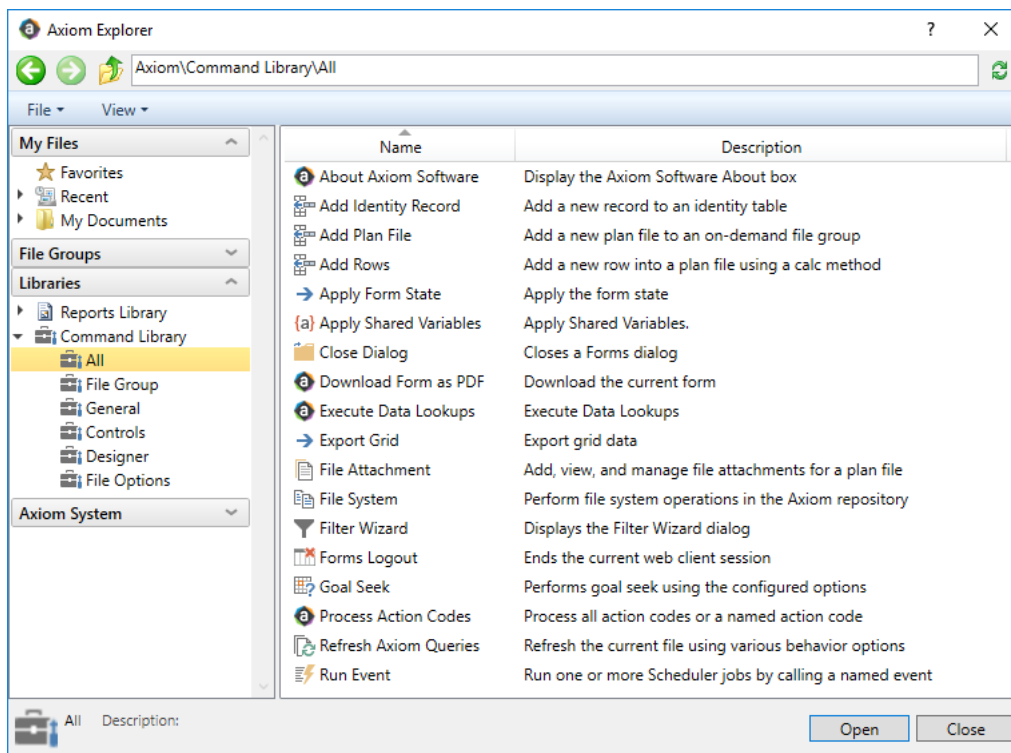 Axiom Explorer
?
Axiom\Command Library\All
File View
My Files
Favorites
Recent
My Documents
File Groups
Libraries
Reports Library
Command Library
All
File Group
General
Controls
Designer
File Options
Axiom System
Name Description
About Axiom Software Display the Axiom Software About box
Add Identity Record Add a new record to an identity table
Add Plan File Add a new plan file to an on-demand file group
Add Rows Add a new row into a plan file using a calc method
Apply Form State Apply the form state
{a} Apply Shared Variables Apply Shared Variables.
Close Dialog Closes a Forms dialog
Download Form as PDF Download the current form
Execute Data Lookups Execute Data Lookups
Export Grid Export grid data
File Attachment Add, view, and manage file attachments for a plan file
File System Perform file system operations in the Axiom repository
Filter Wizard Displays the Filter Wizard dialog
Forms Logout Ends the current web client session
Goal Seek Performs goal seek using the configured options
Process Action Codes Process all action codes or a named action code
Refresh Axiom Queries Refresh the current file using various behavior options
Run Event Run one or more Scheduler jobs by calling a named event
All Description:
Open Close